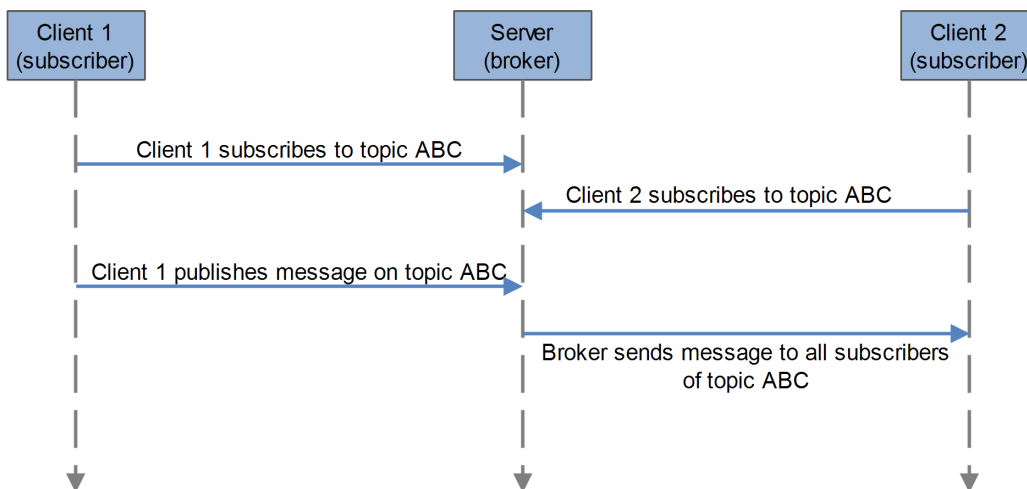 Client 1
(subscriber)
Server
(broker)
Client 2
(subscriber)
Client 1 subscribes to topic ABC
Client 2 subscribes to topic ABC
Client 1 publishes message on topic ABC
Broker sends message to all subscribers
of topic ABC